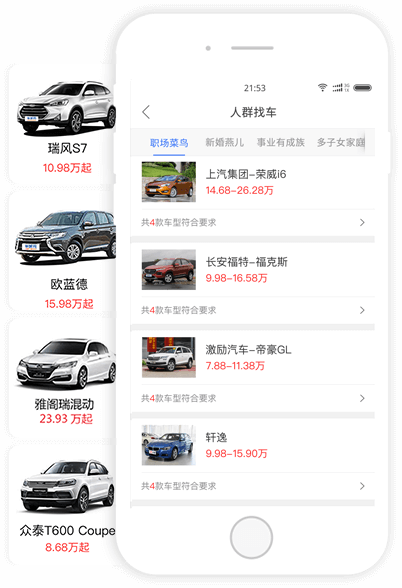 瑞风S7
10.98万起
欧蓝德
15.98万起
雅阁瑞混动
23.93 万起
众泰T600 Coupe
8.68万起
21:53
人群找车
职场菜鸟
新婚燕儿
事业有成族
多子女家庭
上汽集团-荣威i6
14.68-26.28万
共4款车型符合要求
长安福特-福克斯
9.98-16.58万
共4款车型符合要求
激励汽车-帝豪GL
7.88-11.38万
共4款车型符合要求
轩逸
9.98-15.90万
共4款车型符合要求